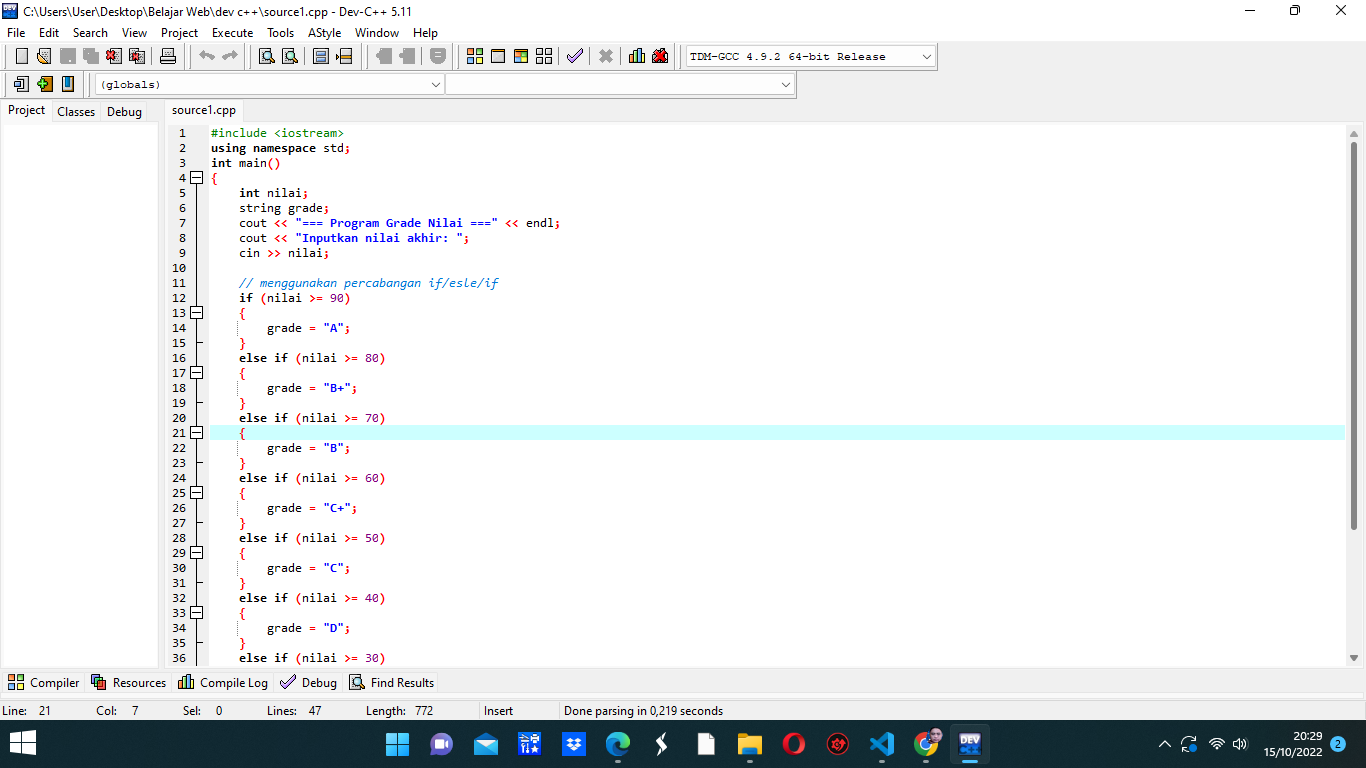 C:\Users\User\Desktop\Belajar Web\dev c++\source1.cpp - Dev-C++ 5.11
File Edit Search View Project Execute Tools AStyle Window Help
TDM-GCC 4.9.2 64-bit Release
(globals)
Project Classes Debug
source1.cpp
1 #include <iostream>
2 using namespace std;
3 int main()
4 {
5 int nilai;
6 string grade;
7 cout << "=== Program Grade Nilai ===" << endl;
8 cout << "Inputkan nilai akhir: ";
9 cin >> nilai;
10
11 // menggunakan percabangan if/esle/if
12 if (nilai >= 90)
13 {
14 grade = "A";
15 }
16 else if (nilai >= 80)
17 {
18 grade = "B+";
19 }
20 else if (nilai >= 70)
21 {
22 grade = "B";
23 }
24 else if (nilai >= 60)
25 {
26 grade = "C+";
27 }
28 else if (nilai >= 50)
29 {
30 grade = "C";
31 }
32 else if (nilai >= 40)
33 {
34 grade = "D";
35 }
36 else if (nilai >= 30)
Compiler Resources Compile Log Debug Find Results
Line: 21 Col: 7 Sel: 0 Lines: 47 Length: 772 Insert Done parsing in 0,219 seconds
DEV
20:29
15/10/2022
2